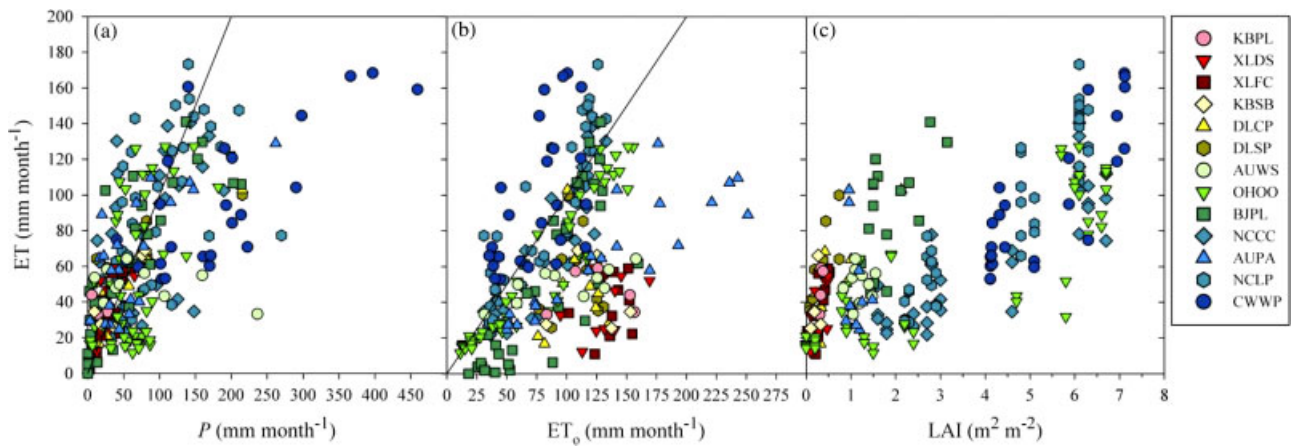 (a) (b) (c)
200
180
160
140
120
100
80
60
40
20
0
ET (mm month⁻¹)
0 50 100 150 200 250 300 350 400 450
0 25 50 75 100 125 150 175 200 225 250 275
0 1 2 3 4 5 6 7 8
P (mm month⁻¹) ETₒ (mm month⁻¹) LAI (m² m⁻²)
KBPL
XLDS
XLFC
KBSB
DLCP
DLSP
AUWS
OHOO
BJPL
NCCC
AUPA
NCLP
CWWP